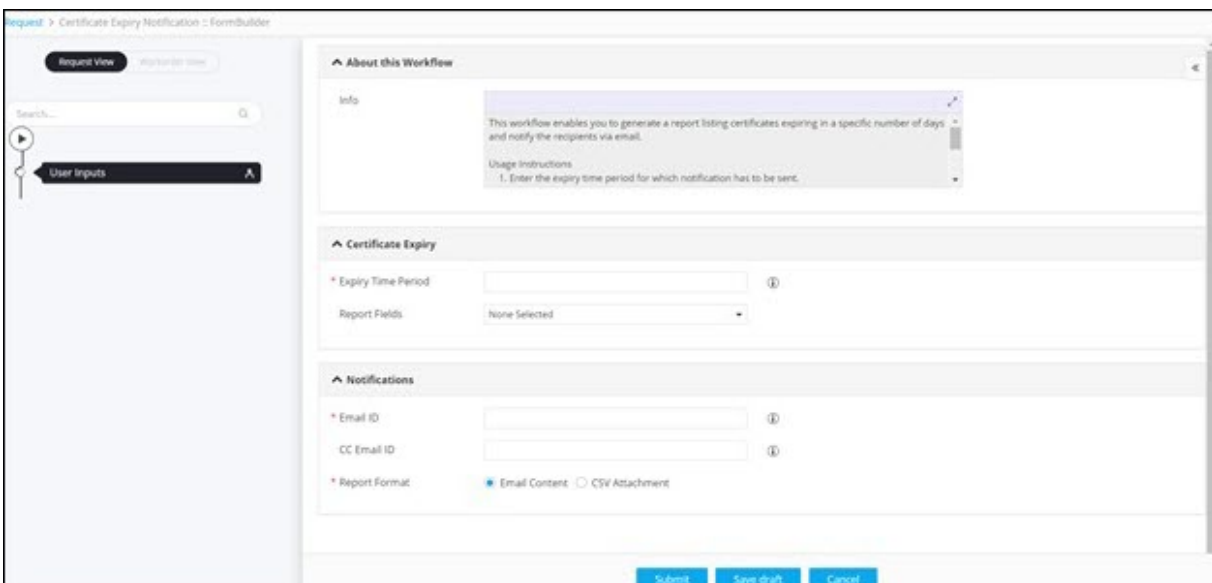 Request > Certificate Expiry Notification :: FormBuilder
Request View Workorder View
Search...
User Inputs
About this Workflow
Info
This workflow enables you to generate a report listing certificates expiring in a specific number of days
and notify the recipients via email.
Usage Instructions
1. Enter the expiry time period for which notification has to be sent.
Certificate Expiry
* Expiry Time Period
Report Fields None Selected
Notifications
* Email ID
CC Email ID
* Report Format Email Content CSV Attachment
Submit Save draft Cancel